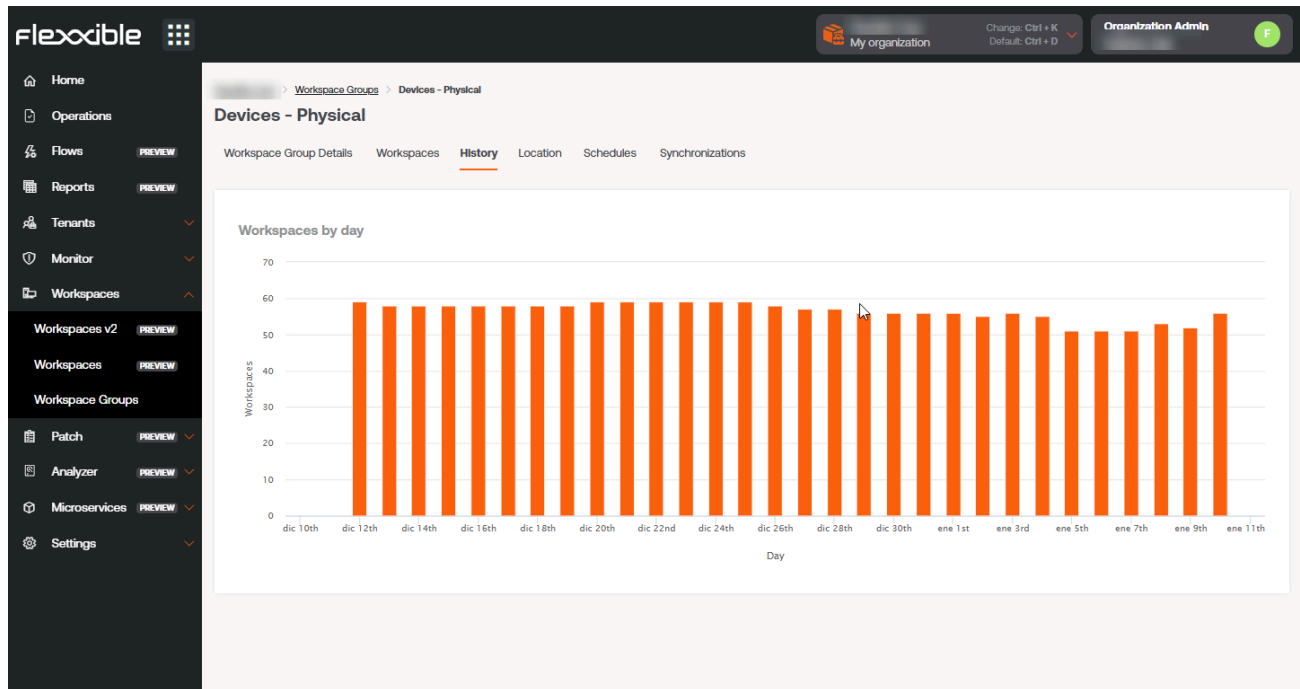 Flexxible
My organization
Change: Ctrl + K
Default: Ctrl + D
Organization Admin
F
Home
Operations
Flows PREVIEW
Reports PREVIEW
Tenants
Monitor
Workspaces
Workspaces v2 PREVIEW
Workspaces PREVIEW
Workspace Groups
Patch PREVIEW
Analyzer PREVIEW
Microservices PREVIEW
Settings
> Workspace Groups > Devices - Physical
Devices - Physical
Workspace Group Details Workspaces History Location Schedules Synchronizations
Workspaces by day
70
60
50
40
30
20
10
0
Workspaces
dic 10th dic 12th dic 14th dic 16th dic 18th dic 20th dic 22nd dic 24th dic 26th dic 28th dic 30th ene 1st ene 3rd ene 5th ene 7th ene 9th ene 11th
Day